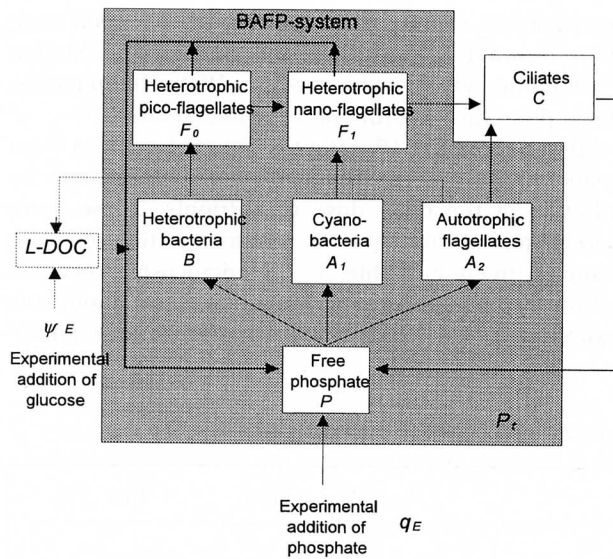 BAFP-system
Heterotrophic
pico-flagellates
F₀
Heterotrophic
nano-flagellates
F₁
Ciliates
C
Heterotrophic
bacteria
B
Cyano-
bacteria
A₁
Autotrophic
flagellates
A₂
L-DOC
ψ E
Experimental
addition of
glucose
Free
phosphate
P
Pₜ
Experimental
addition of
phosphate
q E